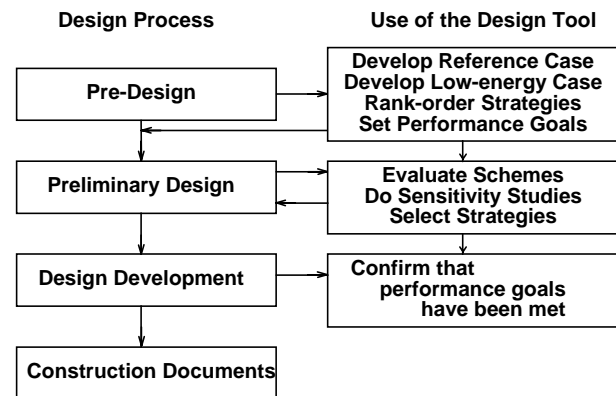 Design Process
Use of the Design Tool
Pre-Design
Develop Reference Case
Develop Low-energy Case
Rank-order Strategies
Set Performance Goals
Preliminary Design
Evaluate Schemes
Do Sensitivity Studies
Select Strategies
Design Development
Confirm that
performance goals
have been met
Construction Documents